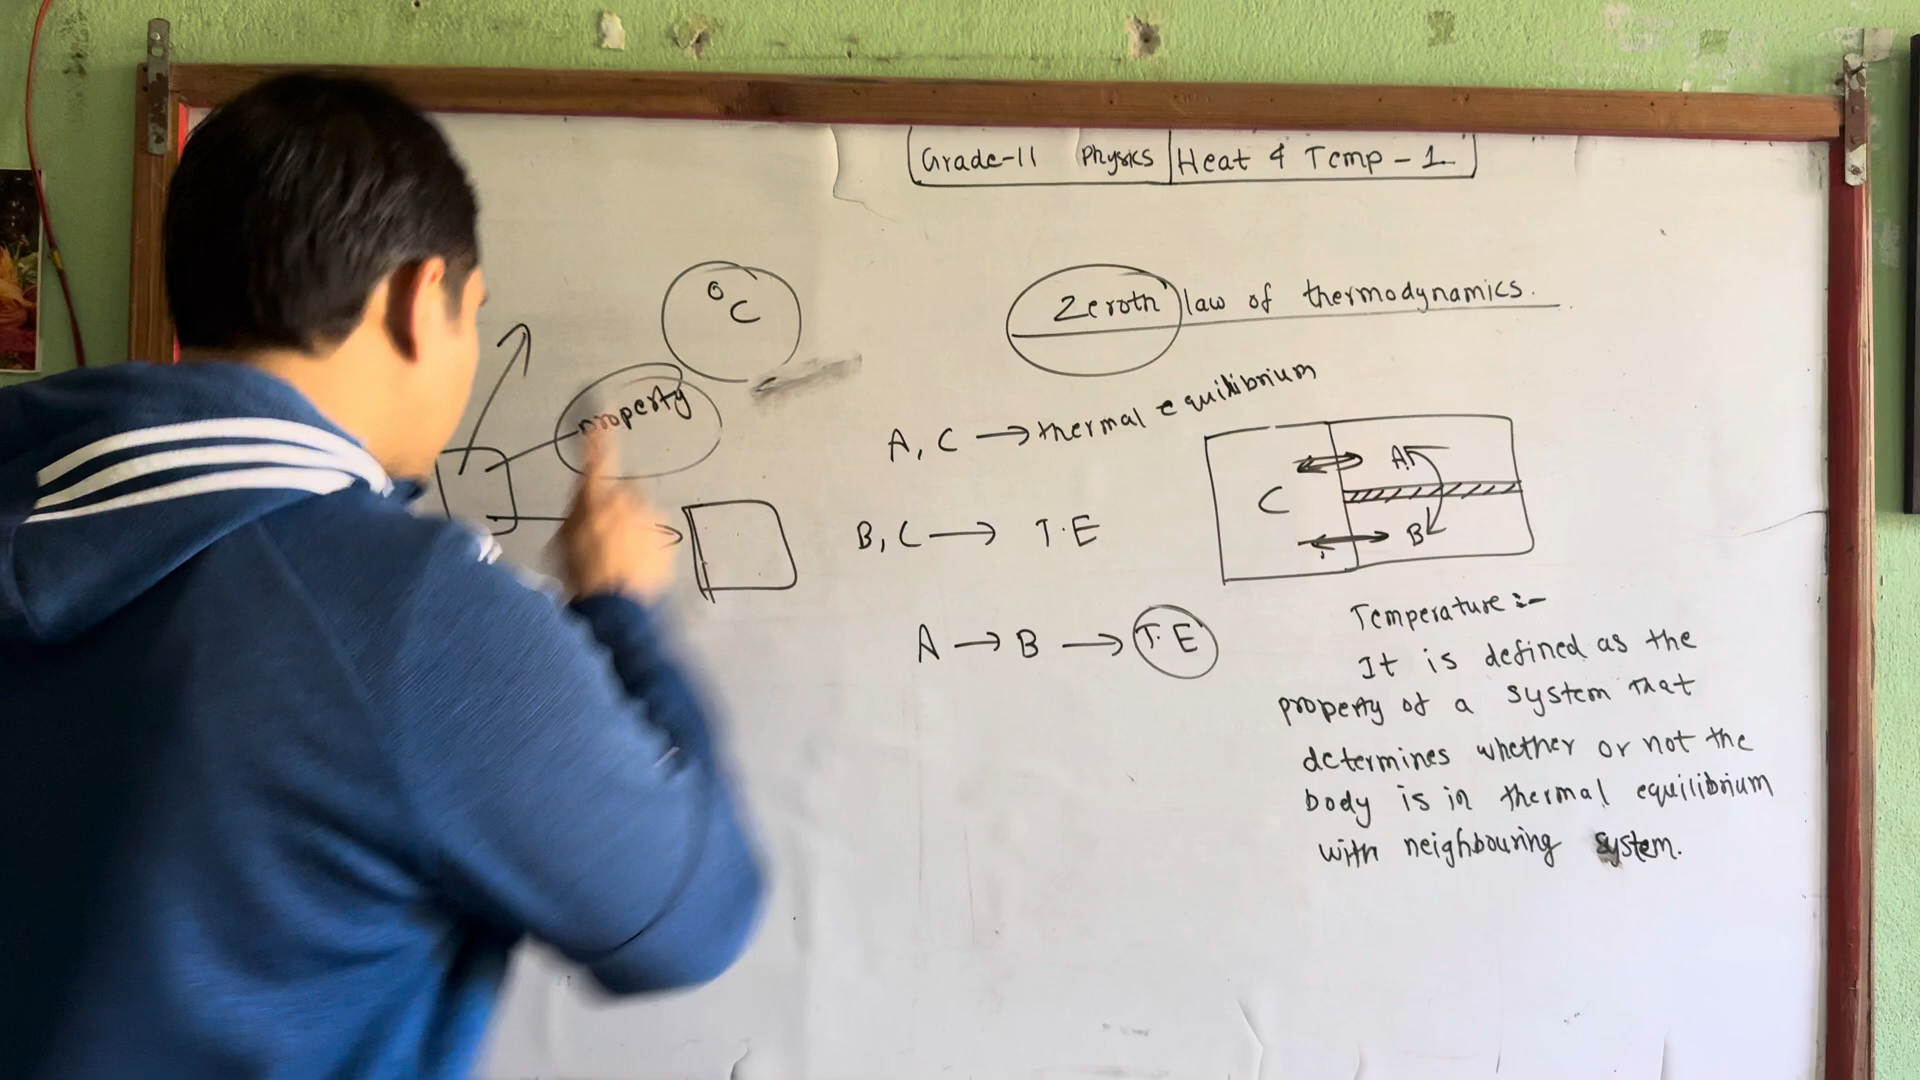 Grade-11 Physics Heat & Temp - 1
°C
property
Zeroth law of thermodynamics.
A, C → thermal equilibrium
B, C → T.E
A → B → T.E
C
A
B
Temperature :-
It is defined as the
property of a system that
determines whether or not the
body is in thermal equilibrium
with neighbouring system.